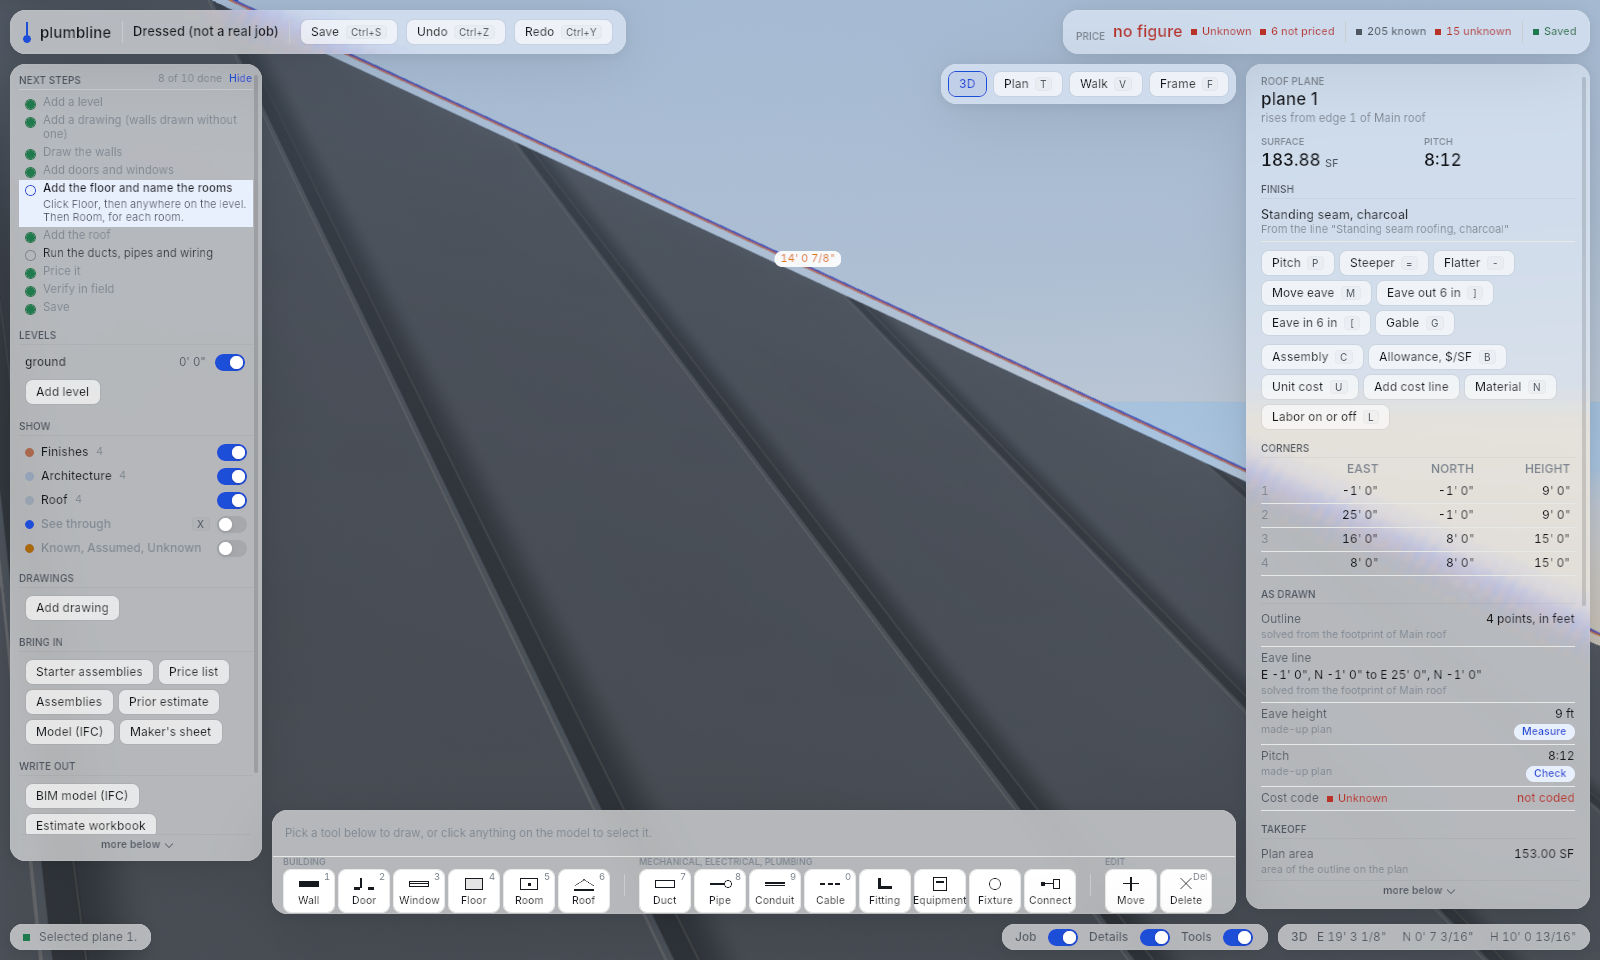 plumbline
Dressed (not a real job)
Save Ctrl+S
Undo Ctrl+Z
Redo Ctrl+Y
PRICE no figure Unknown 6 not priced 205 known 15 unknown Saved
NEXT STEPS 8 of 10 done Hide
Add a level
Add a drawing (walls drawn without
one)
Draw the walls
Add doors and windows
Add the floor and name the rooms
Click Floor, then anywhere on the level.
Then Room, for each room.
Add the roof
Run the ducts, pipes and wiring
Price it
Verify in field
Save
LEVELS
ground 0' 0"
Add level
SHOW
Finishes 4
Architecture 4
Roof 4
See through X
Known, Assumed, Unknown
DRAWINGS
Add drawing
BRING IN
Starter assemblies Price list
Assemblies Prior estimate
Model (IFC) Maker's sheet
WRITE OUT
BIM model (IFC)
Estimate workbook
more below
3D Plan T Walk V Frame F
14' 0 7/8"
ROOF PLANE
plane 1
rises from edge 1 of Main roof
SURFACE PITCH
183.88 SF 8:12
FINISH
Standing seam, charcoal
From the line "Standing seam roofing, charcoal"
Pitch P Steeper = Flatter -
Move eave M Eave out 6 in ]
Eave in 6 in [ Gable G
Assembly C Allowance, $/SF B
Unit cost U Add cost line Material N
Labor on or off L
CORNERS
EAST NORTH HEIGHT
1 -1' 0" -1' 0" 9' 0"
2 25' 0" -1' 0" 9' 0"
3 16' 0" 8' 0" 15' 0"
4 8' 0" 8' 0" 15' 0"
AS DRAWN
Outline 4 points, in feet
solved from the footprint of Main roof
Eave line
E -1' 0", N -1' 0" to E 25' 0", N -1' 0"
solved from the footprint of Main roof
Eave height 9 ft
made-up plan Measure
Pitch 8:12
made-up plan Check
Cost code Unknown not coded
TAKEOFF
Plan area 153.00 SF
area of the outline on the plan
more below
Pick a tool below to draw, or click anything on the model to select it.
BUILDING MECHANICAL, ELECTRICAL, PLUMBING EDIT
1 2 3 4 5 6 7 8 9 0 Del
Wall Door Window Floor Room Roof Duct Pipe Conduit Cable Fitting Equipment Fixture Connect Move Delete
Selected plane 1.
Job Details Tools
3D E 19' 3 1/8" N 0' 7 3/16" H 10' 0 13/16"